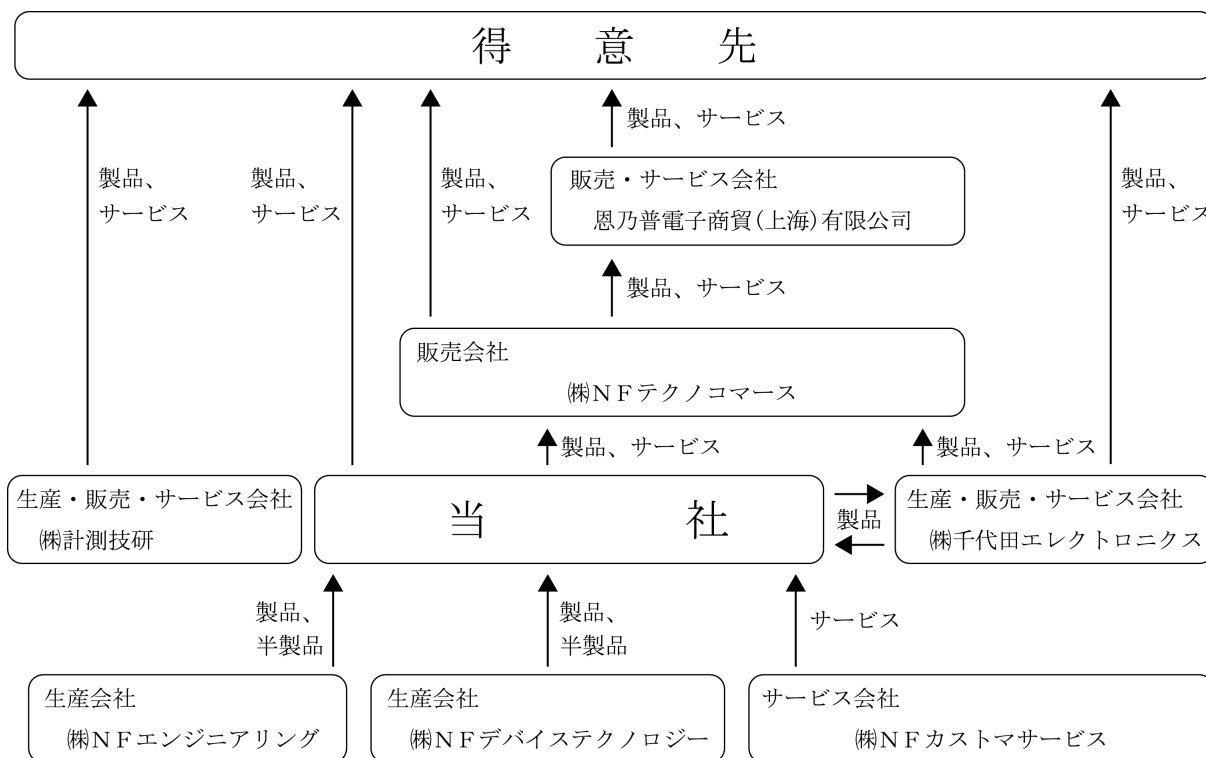 得意先
製品、サービス
製品、
サービス
製品、
サービス
製品、
サービス
販売・サービス会社
恩乃普電子商貿(上海)有限公司
製品、
サービス
製品、サービス
販売会社
㈱ＮＦテクノコマース
製品、サービス
製品、サービス
生産・販売・サービス会社
㈱計測技研
当社
製品
生産・販売・サービス会社
㈱千代田エレクトロニクス
製品、
半製品
製品、
半製品
サービス
生産会社
㈱ＮＦエンジニアリング
生産会社
㈱ＮＦデバイステクノロジー
サービス会社
㈱ＮＦカストマサービス